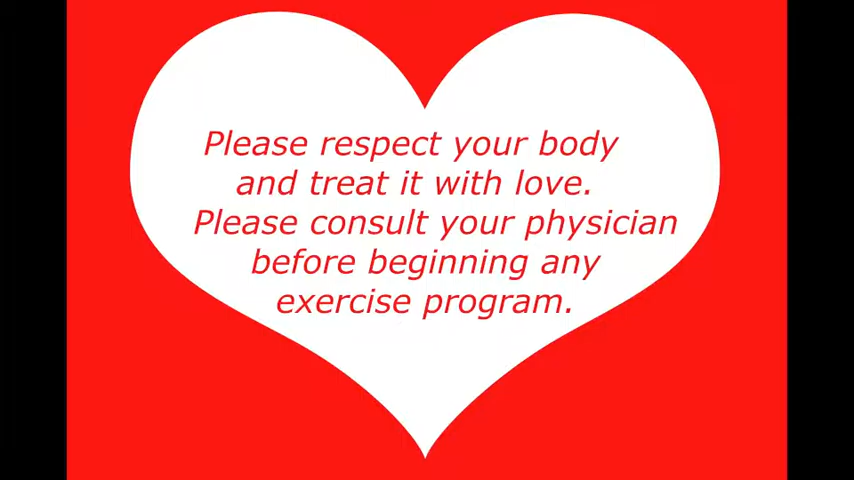 Please respect your body
and treat it with love.
Please consult your physician
before beginning any
exercise program.